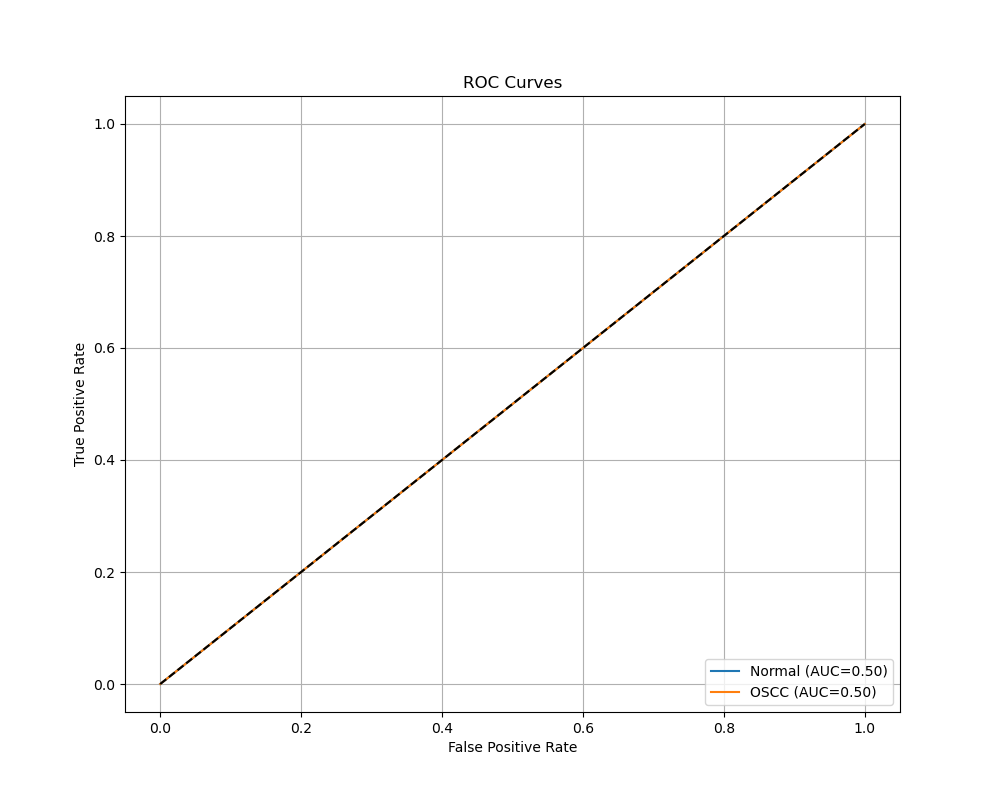 ROC Curves
1.0
0.8
0.6
0.4
0.2
0.0
True Positive Rate
0.0 0.2 0.4 0.6 0.8 1.0
False Positive Rate
Normal (AUC=0.50)
OSCC (AUC=0.50)